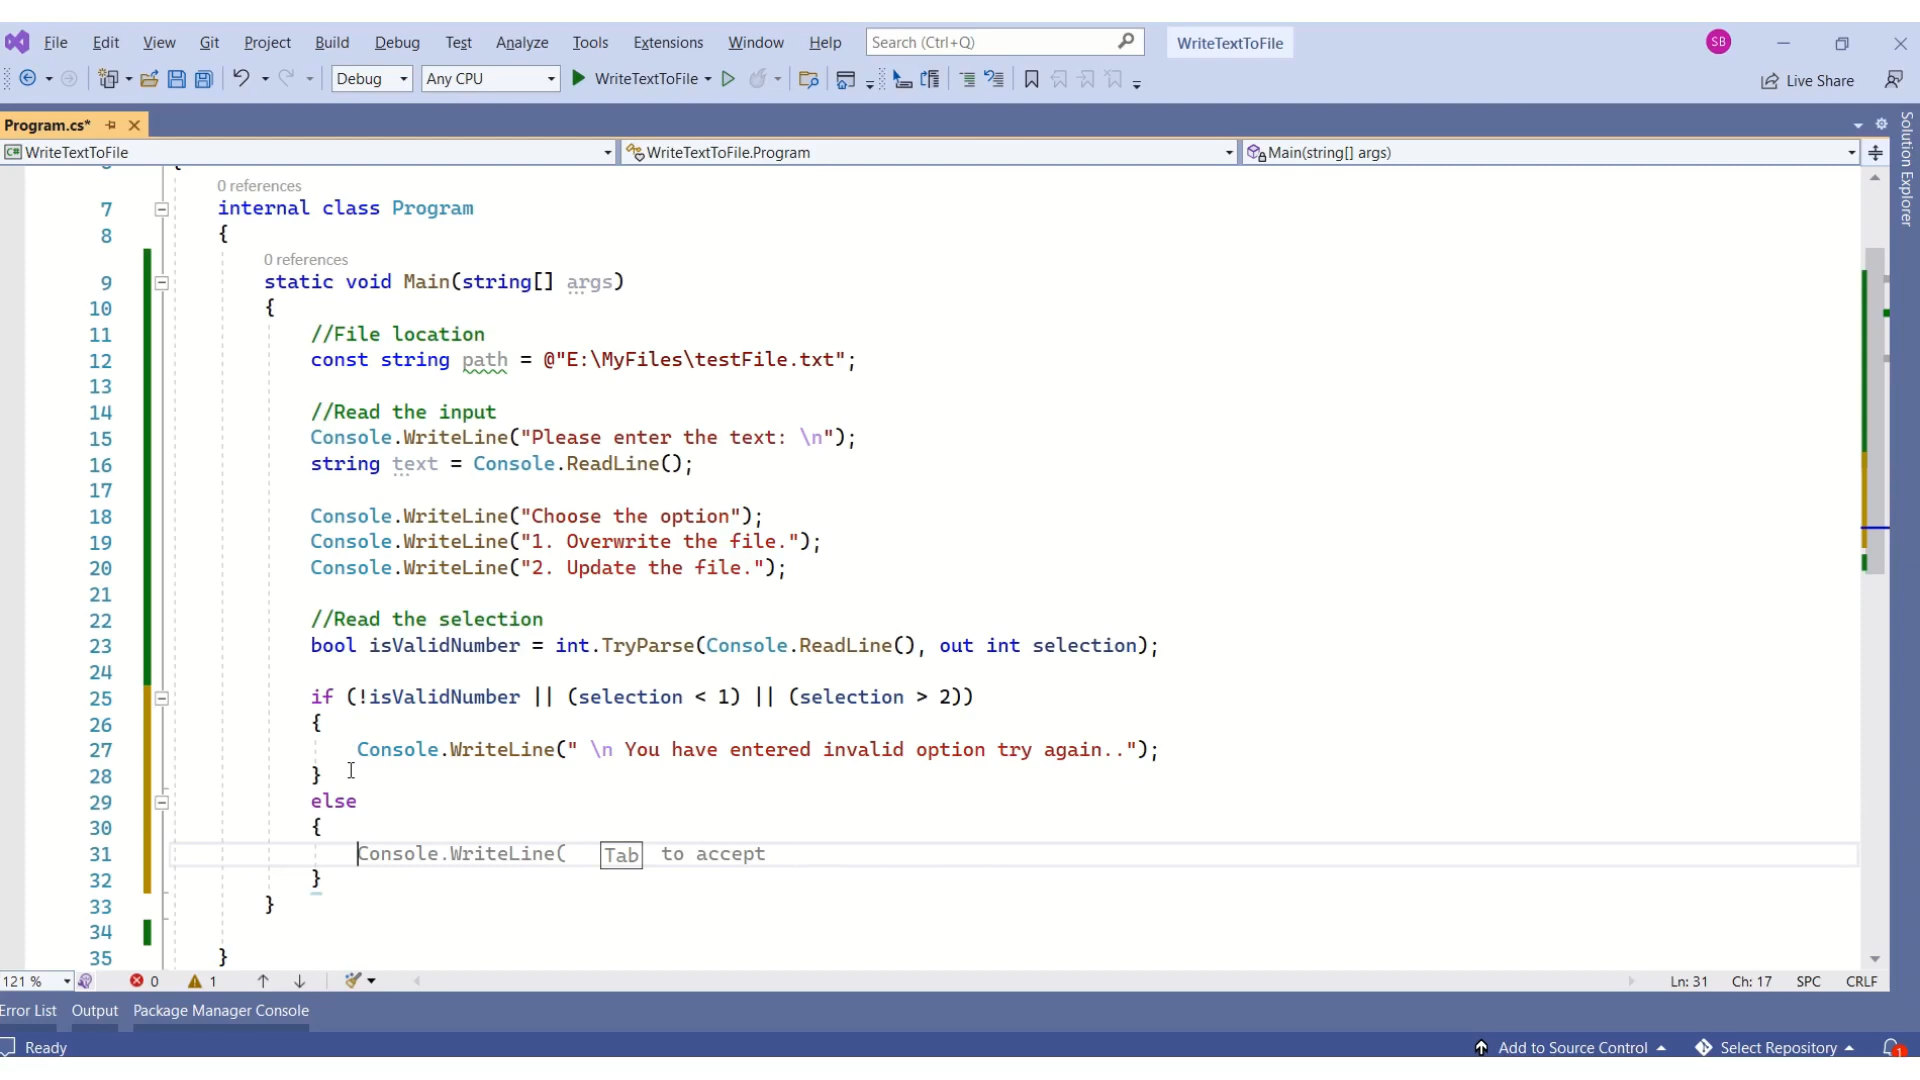 File Edit View Git Project Build Debug Test Analyze Tools Extensions Window Help Search (Ctrl+Q) WriteTextToFile SB
Debug Any CPU WriteTextToFile Live Share
Program.cs*
C# WriteTextToFile WriteTextToFile.Program Main(string[] args)
Solution Explorer
0 references
7 internal class Program
8 {
0 references
9 static void Main(string[] args)
10 {
11 //File location
12 const string path = @"E:\MyFiles\testFile.txt";
13
14 //Read the input
15 Console.WriteLine("Please enter the text: \n");
16 string text = Console.ReadLine();
17
18 Console.WriteLine("Choose the option");
19 Console.WriteLine("1. Overwrite the file.");
20 Console.WriteLine("2. Update the file.");
21
22 //Read the selection
23 bool isValidNumber = int.TryParse(Console.ReadLine(), out int selection);
24
25 if (!isValidNumber || (selection < 1) || (selection > 2))
26 {
27 Console.WriteLine(" \n You have entered invalid option try again..");
28 }
29 else
30 {
31 Console.WriteLine( Tab to accept
32 }
33 }
34
35 }
121 % 0 1 Ln: 31 Ch: 17 SPC CRLF
Error List Output Package Manager Console
Ready Add to Source Control Select Repository 1